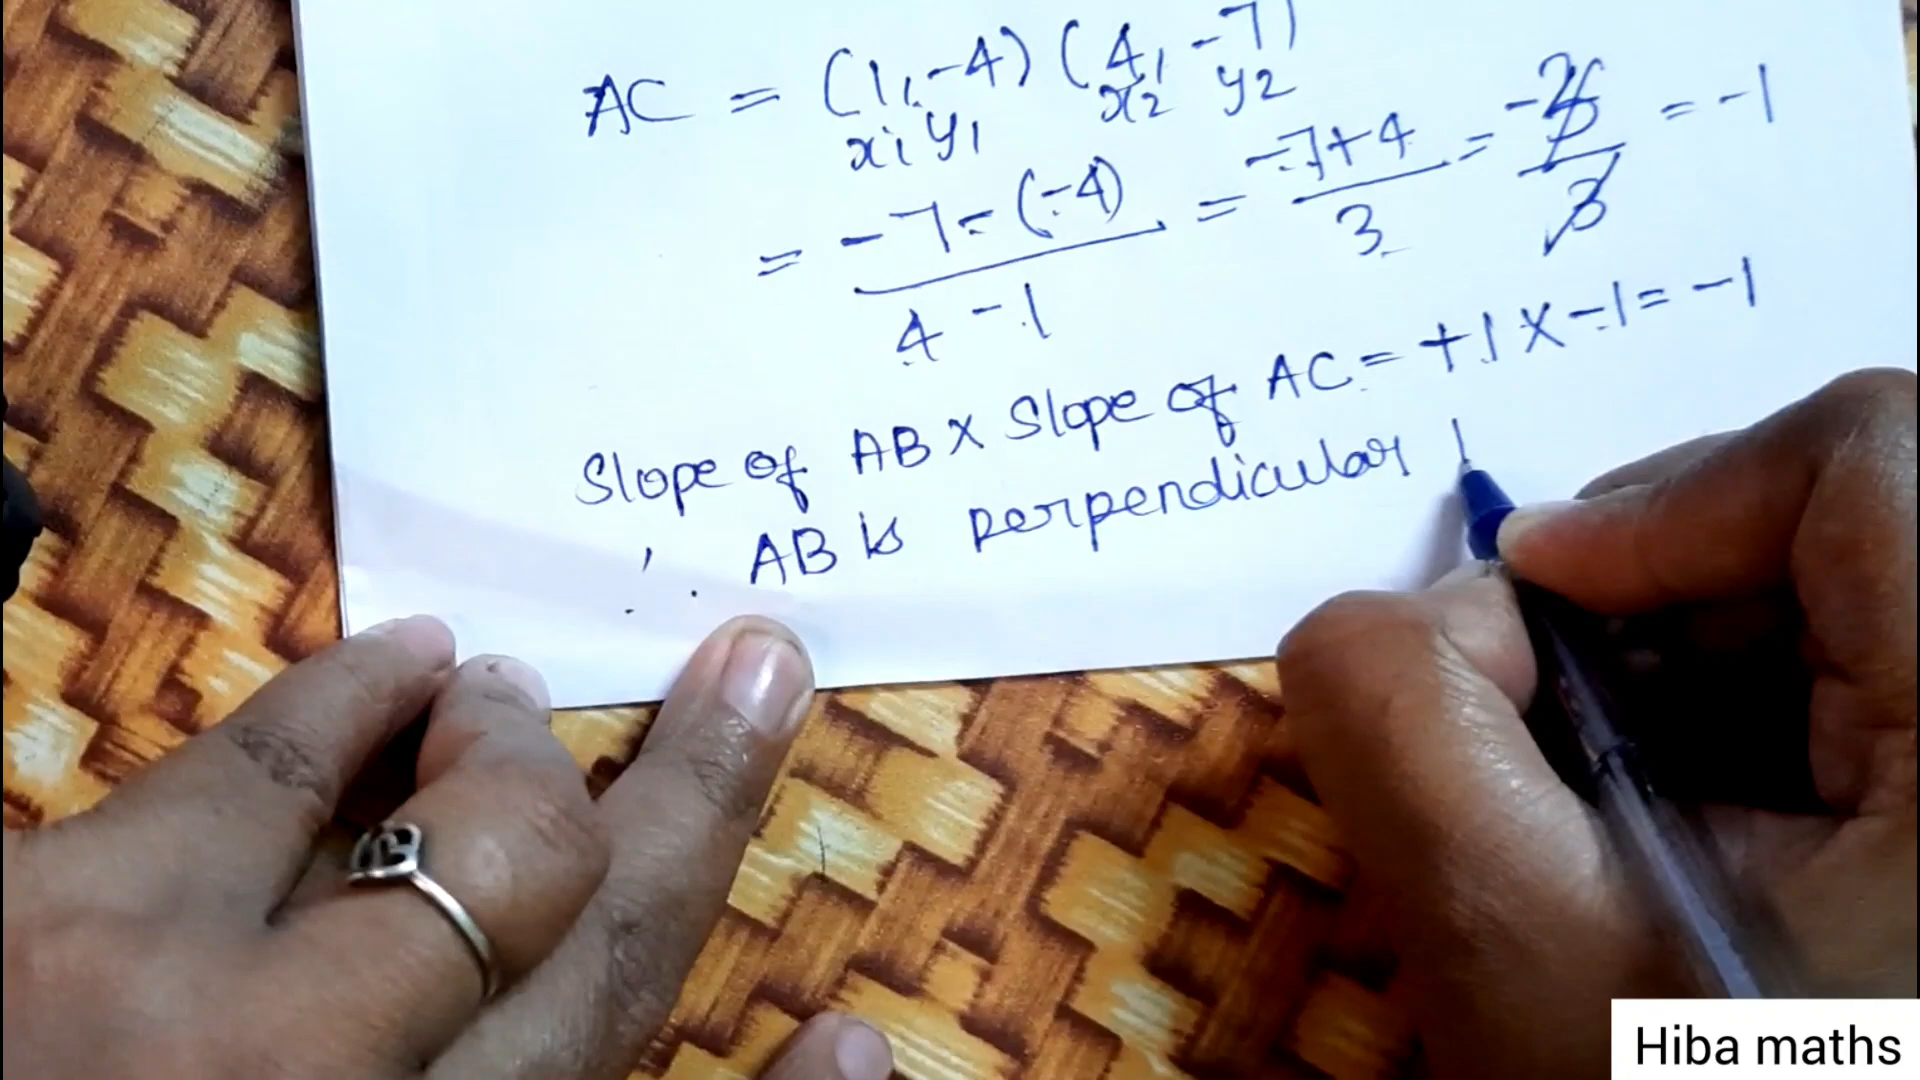 AC = (1, -4) (4, -7)
x1 y1 x2 y2
= -7-(-4) / 4-1 = -7+4 / 3 = / 3 = -1
Slope of AB × Slope of AC = +1 × -1 = -1
∴ AB is perpendicular
Hiba maths